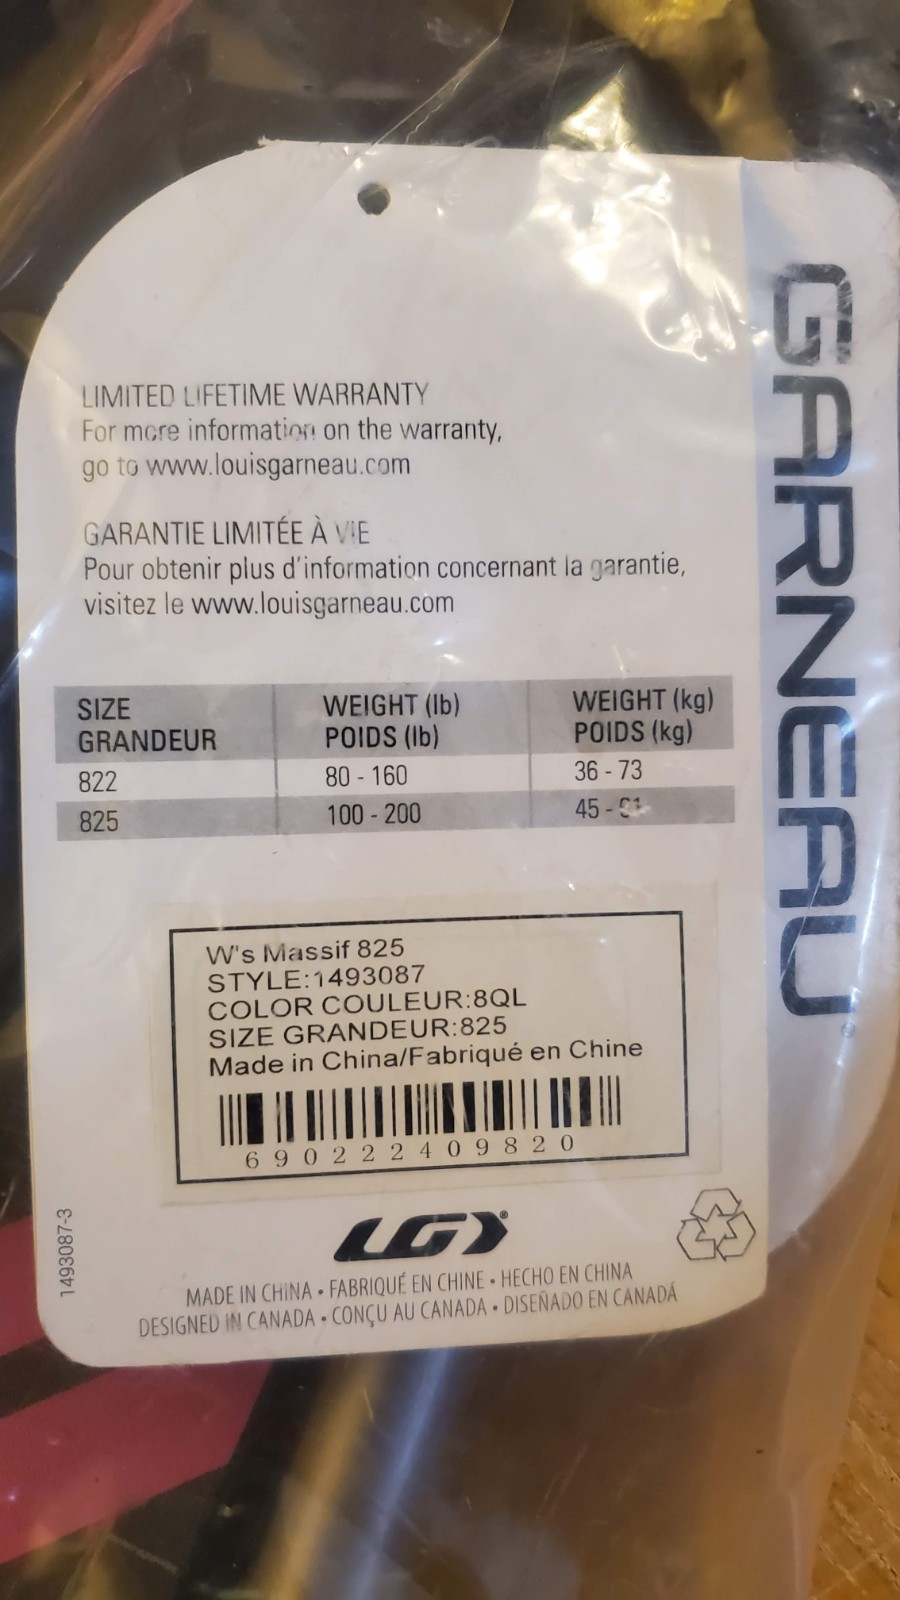 LIMITED LIFETIME WARRANTY
For more information on the warranty,
go to www.louisgarneau.com
GARANTIE LIMITÉE À VIE
Pour obtenir plus d'information concernant la garantie,
visitez le www.louisgarneau.com
SIZE WEIGHT (lb) WEIGHT (kg)
GRANDEUR POIDS (lb) POIDS (kg)
822 80 - 160 36 - 73
825 100 - 200 45 -
W's Massif 825
STYLE:1493087
COLOR COULEUR:8QL
SIZE GRANDEUR:825
Made in China/Fabriqué en Chine
690222409820
1493087-3
LG®
MADE IN CHINA • FABRIQUÉ EN CHINE • HECHO EN CHINA
DESIGNED IN CANADA • CONÇU AU CANADA • DISEÑADO EN CANADÁ
GARNEAU®